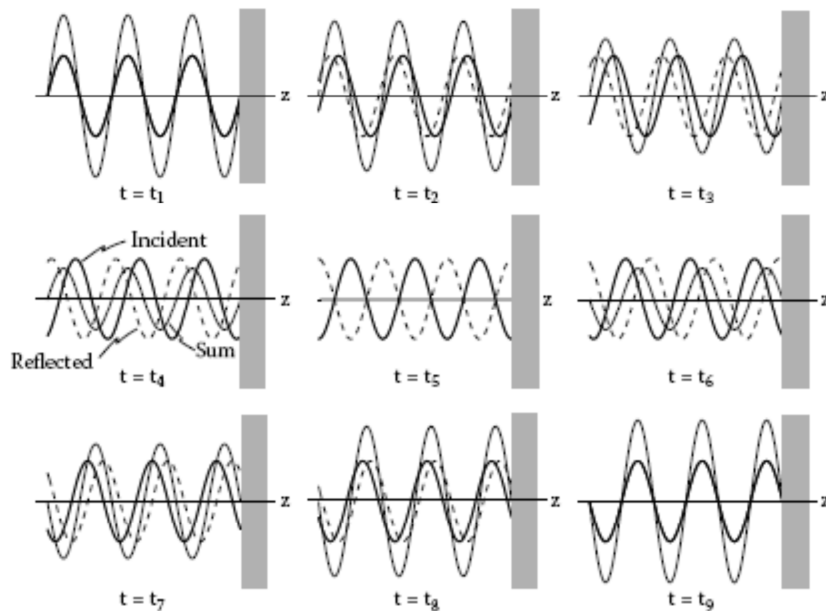 z
z
z
t = t₁
t = t₂
t = t₃
Incident
z
z
z
Reflected
Sum
t = t₄
t = t₅
t = t₆
z
z
z
t = t₇
t = t₈
t = t₉